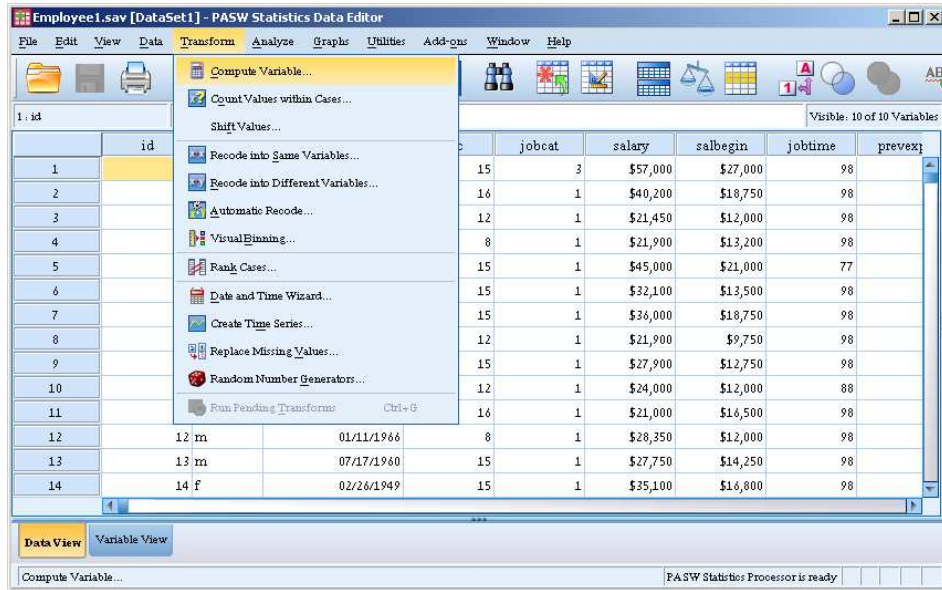 Employee1.sav [DataSet1] - PASW Statistics Data Editor
File Edit View Data Transform Analyze Graphs Utilities Add-ons Window Help
Compute Variable...
Count Values within Cases...
Shift Values...
Recode into Same Variables...
Recode into Different Variables...
Automatic Recode...
Visual Binning...
Rank Cases...
Date and Time Wizard...
Create Time Series...
Replace Missing Values...
Random Number Generators...
Run Pending Transforms Ctrl+G
1 : id Visible: 10 of 10 Variables
id c jobcat salary salbegin jobtime prevexp
1 15 3 $57,000 $27,000 98
2 16 1 $40,200 $18,750 98
3 12 1 $21,450 $12,000 98
4 8 1 $21,900 $13,200 98
5 15 1 $45,000 $21,000 77
6 15 1 $32,100 $13,500 98
7 15 1 $36,000 $18,750 98
8 12 1 $21,900 $9,750 98
9 15 1 $27,900 $12,750 98
10 12 1 $24,000 $12,000 88
11 16 1 $21,000 $16,500 98
12 12 m 01/11/1966 8 1 $28,350 $12,000 98
13 13 m 07/17/1960 15 1 $27,750 $14,250 98
14 14 f 02/26/1949 15 1 $35,100 $16,800 98
Data View Variable View
Compute Variable... PASW Statistics Processor is ready